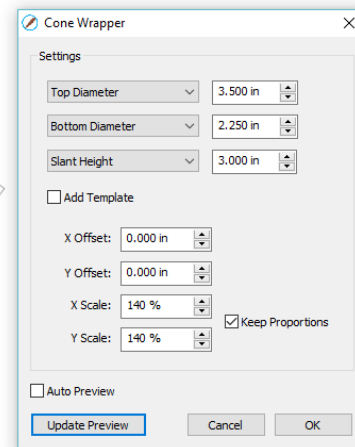 Cone Wrapper
Settings
Top Diameter 3.500 in
Bottom Diameter 2.250 in
Slant Height 3.000 in
Add Template
X Offset: 0.000 in
Y Offset: 0.000 in
X Scale: 140 %
Keep Proportions
Y Scale: 140 %
Auto Preview
Update Preview Cancel OK